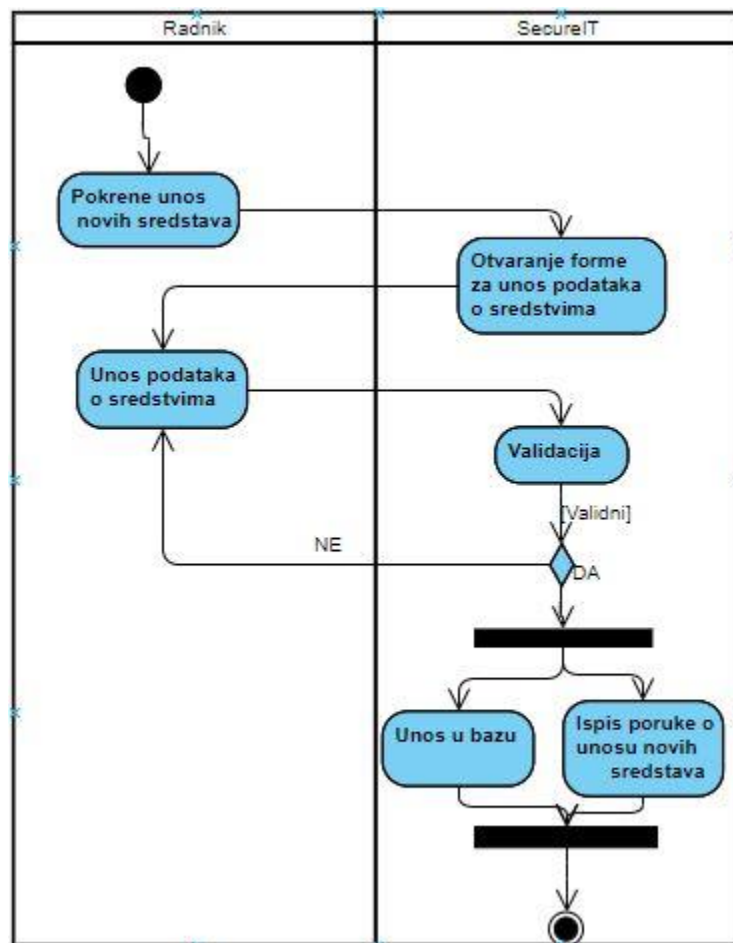 Radnik
SecureIT
Pokrene unos
novih sredstava
Otvaranje forme
za unos podataka
o sredstvima
Unos podataka
o sredstvima
Validacija
[Validni]
NE
DA
Unos u bazu
Ispis poruke o
unosu novih
sredstava